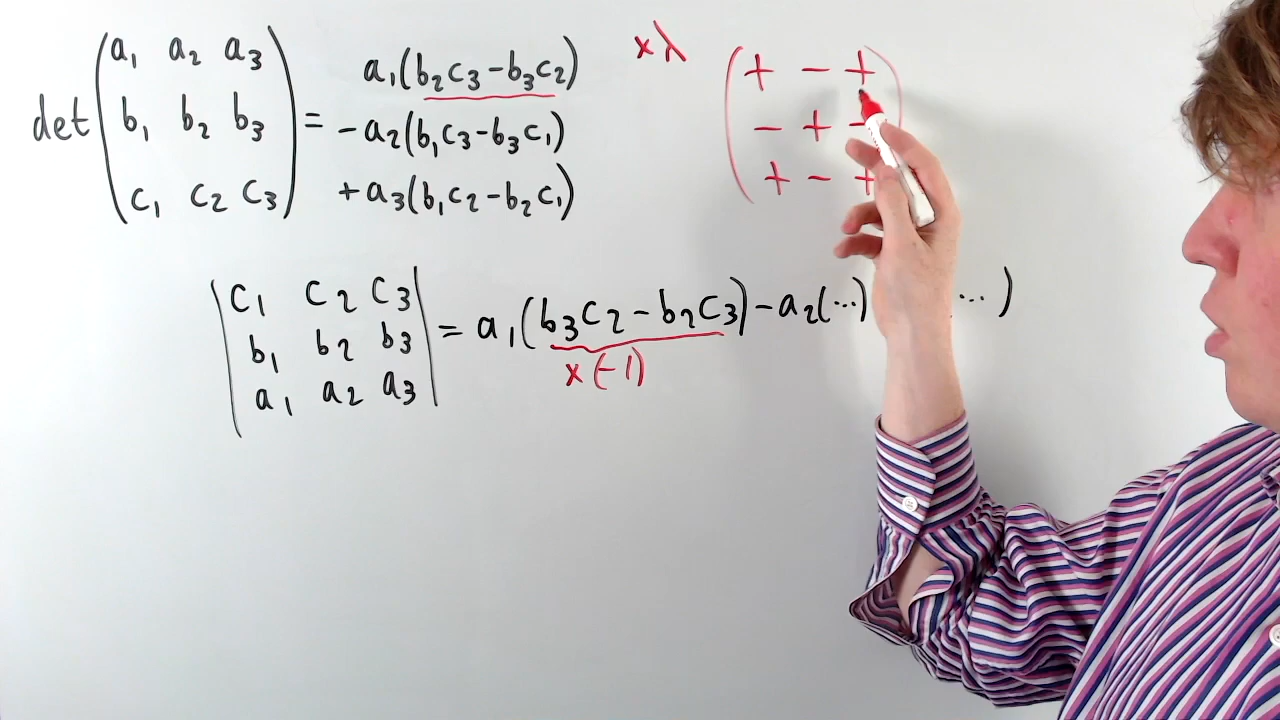 det(a₁ a₂ a₃
b₁ b₂ b₃
c₁ c₂ c₃) =
a₁(b₂c₃-b₃c₂)
-a₂(b₁c₃-b₃c₁)
+a₃(b₁c₂-b₂c₁)
xλ
(+ - +
- + -
+ - +)
|c₁ c₂ c₃
b₁ b₂ b₃
a₁ a₂ a₃| = a₁(b₃c₂-b₂c₃)-a₂(...) ...)
x(-1)